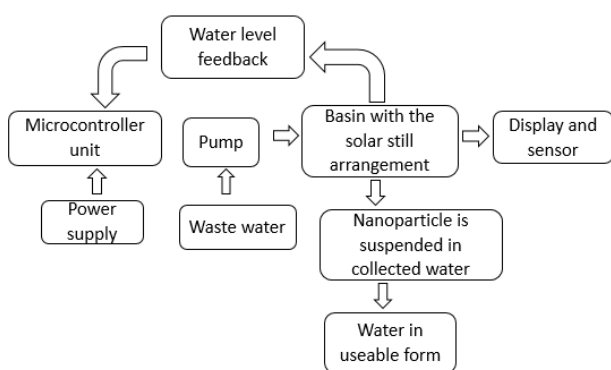 Water level
feedback
Microcontroller
unit
Pump
Basin with the
solar still
arrangement
Display and
sensor
Power
supply
Waste water
Nanoparticle is
suspended in
collected water
Water in
useable form